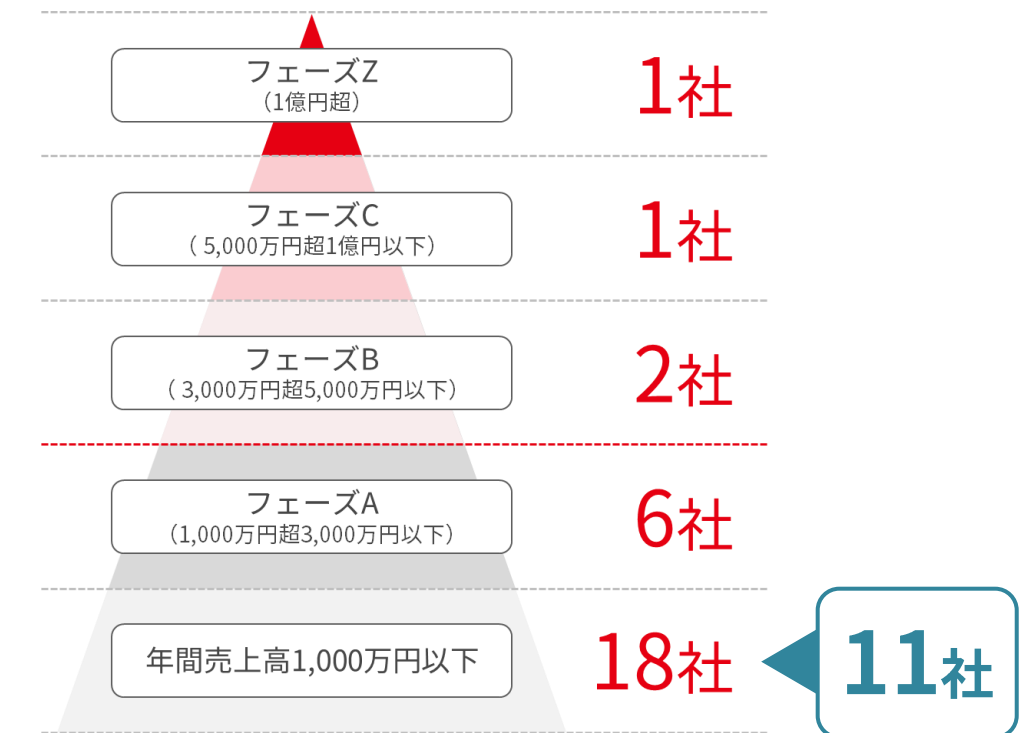 フェーズZ
（1億円超）
1社
フェーズC
（ 5,000万円超1億円以下）
1社
フェーズB
（ 3,000万円超5,000万円以下）
2社
フェーズA
（1,000万円超3,000万円以下）
6社
年間売上高1,000万円以下
18社
11社